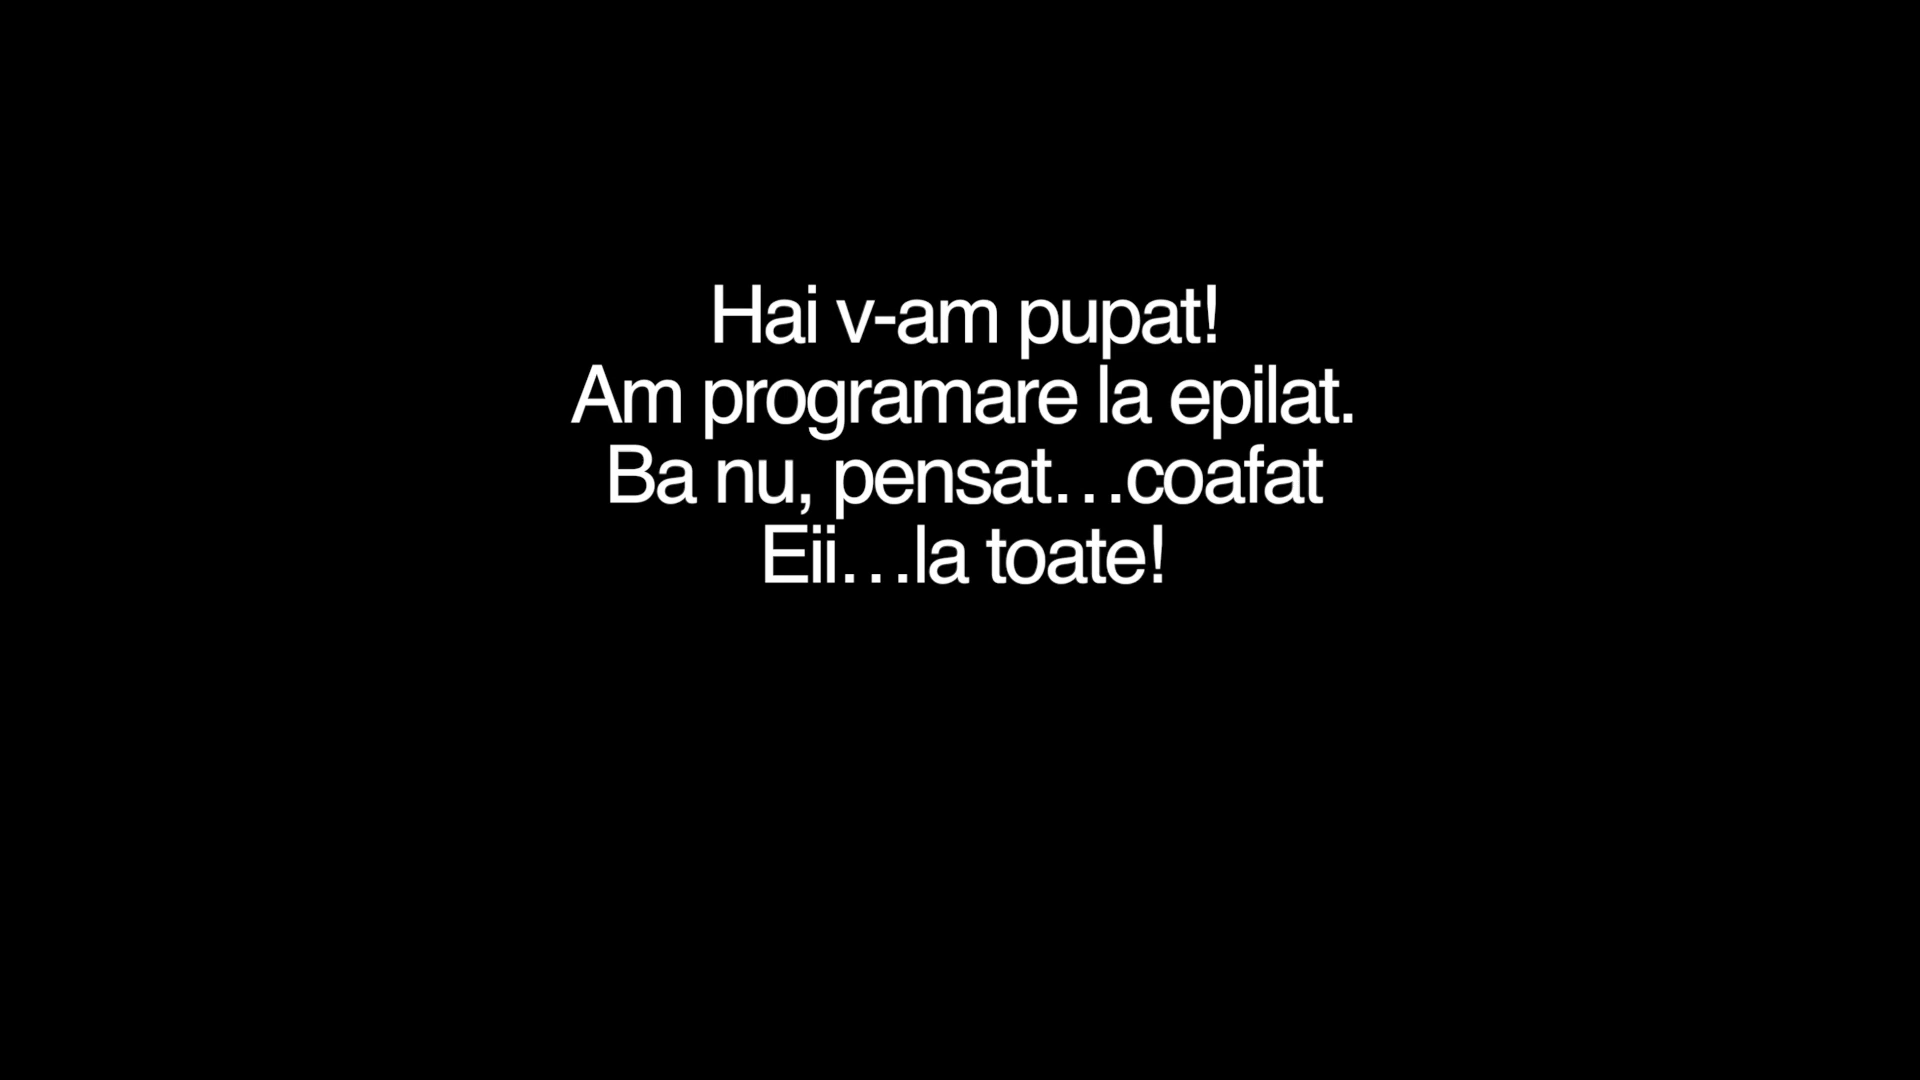 Hai v-am pupat!
Am programare la epilat.
Ba nu, pensat...coafat
Eii...la toate!